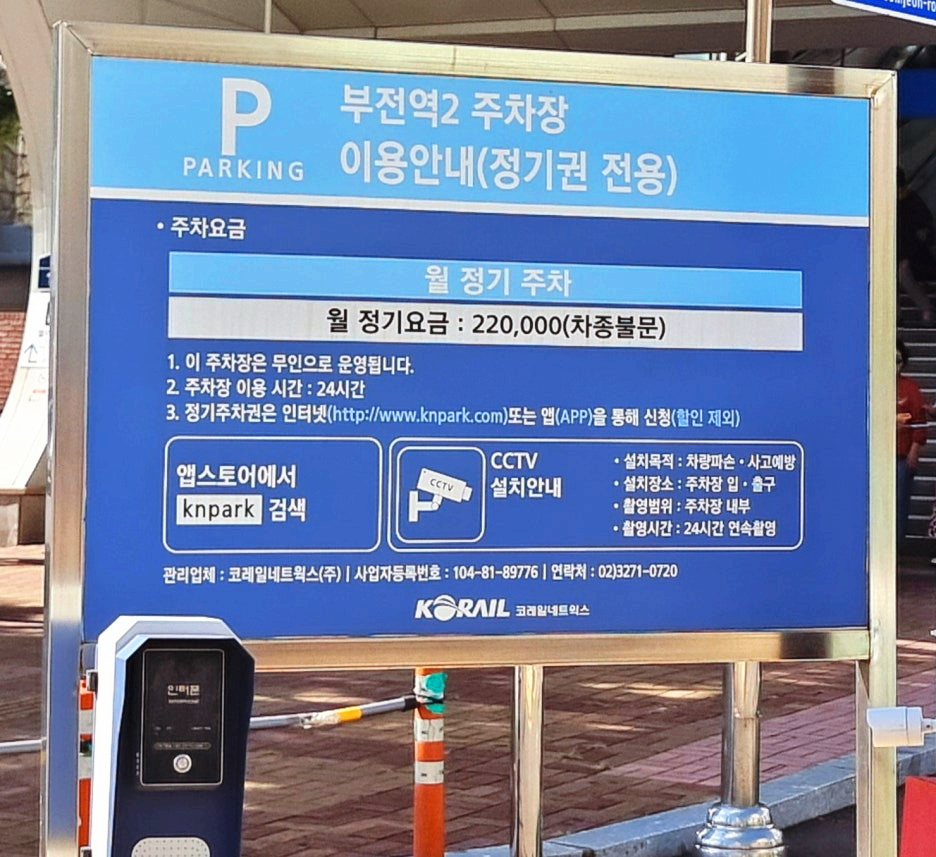 P
PARKING
부전역2 주차장
이용안내(정기권 전용)
• 주차요금
월 정기 주차
월 정기요금 : 220,000(차종불문)
1. 이 주차장은 무인으로 운영됩니다.
2. 주차장 이용 시간 : 24시간
3. 정기주차권은 인터넷(http://www.knpark.com)또는 앱(APP)을 통해 신청(할인 제외)
앱스토어에서
knpark 검색
CCTV
CCTV
설치안내
• 설치목적 : 차량파손 • 사고예방
• 설치장소 : 주차장 입 • 출구
• 촬영범위 : 주차장 내부
• 촬영시간 : 24시간 연속촬영
관리업체 : 코레일네트웍스(주) | 사업자등록번호 : 104-81-89776 | 연락처 : 02)3271-0720
KORAIL 코레일네트웍스
인터폰